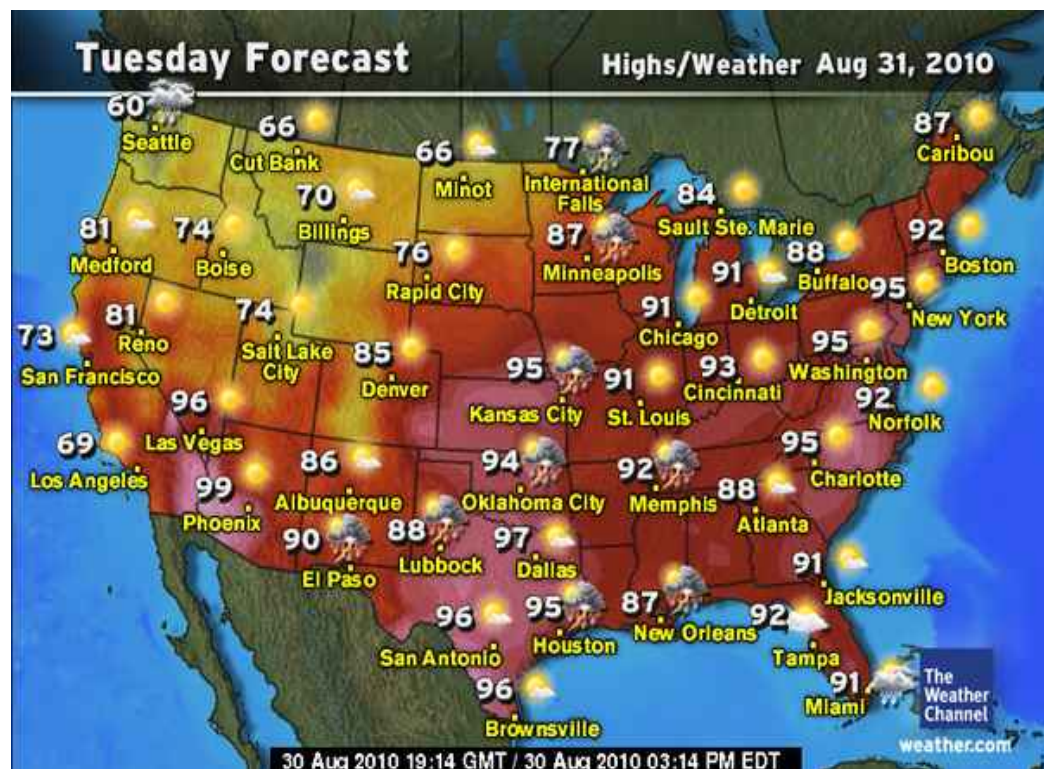 Tuesday Forecast
Highs/Weather Aug 31, 2010
60
Seattle
66
Cut Bank
66
Minot
77
International
Falls
87
Caribou
70
Billings
84
Sault Ste. Marie
81
Medford
74
Boise
76
Rapid City
87
Minneapolis
88
Buffalo
92
Boston
91
Detroit
95
New York
73
San Francisco
81
Reno
74
Salt Lake
City
85
Denver
91
Chicago
95
Kansas City
91
St. Louis
93
Cincinnati
95
Washington
92
Norfolk
96
Las Vegas
69
Los Angeles
99
Phoenix
86
Albuquerque
94
Oklahoma City
92
Memphis
88
Atlanta
95
Charlotte
90
El Paso
88
Lubbock
97
Dallas
91
Jacksonville
96
San Antonio
95
Houston
87
New Orleans
92
Tampa
96
Brownsville
91
Miami
The
Weather
Channel
weather.com
30 Aug 2010 19:14 GMT / 30 Aug 2010 03:14 PM EDT